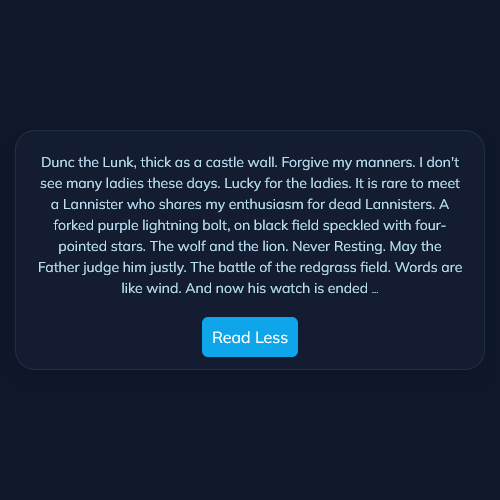 Dunc the Lunk, thick as a castle wall. Forgive my manners. I don't
see many ladies these days. Lucky for the ladies. It is rare to meet
a Lannister who shares my enthusiasm for dead Lannisters. A
forked purple lightning bolt, on black field speckled with four-
pointed stars. The wolf and the lion. Never Resting. May the
Father judge him justly. The battle of the redgrass field. Words are
like wind. And now his watch is ended ...
Read Less